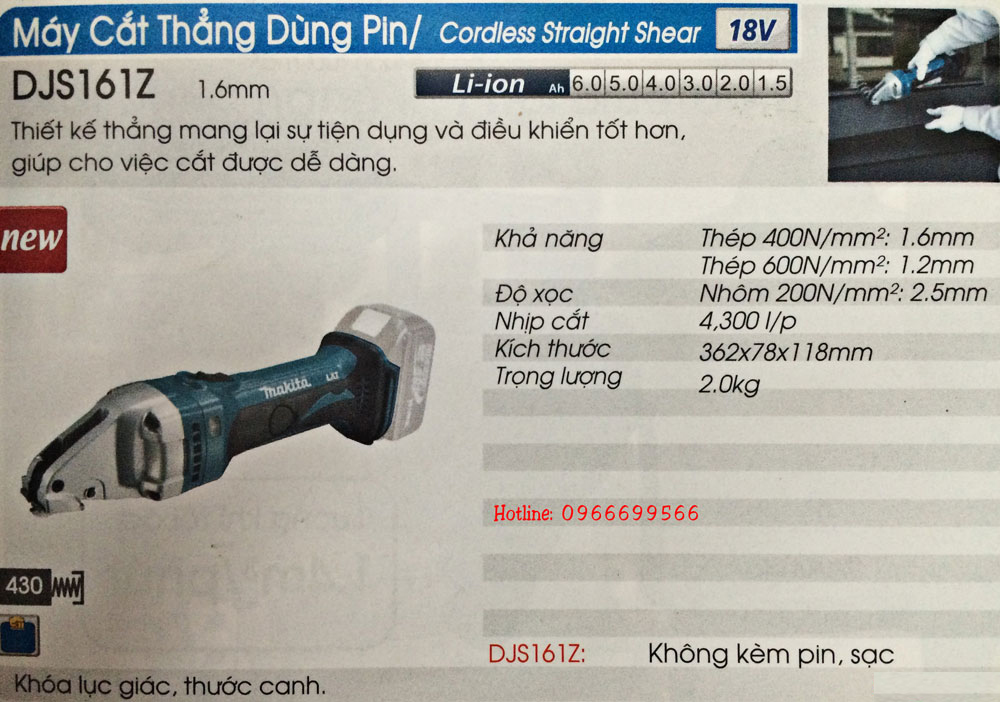 Máy Cắt Thẳng Dùng Pin/ Cordless Straight Shear 18V
DJS161Z 1.6mm Li-ion Ah 6.0 5.0 4.0 3.0 2.0 1.5
Thiết kế thẳng mang lại sự tiện dụng và điều khiển tốt hơn,
giúp cho việc cắt được dễ dàng.
new
Khả năng Thép 400N/mm²: 1.6mm
Thép 600N/mm²: 1.2mm
Độ xọc Nhôm 200N/mm²: 2.5mm
Nhịp cắt 4,300 l/p
Kích thước 362x78x118mm
Trọng lượng 2.0kg
makita LXT
Hotline: 0966699566
430
DJS161Z: Không kèm pin, sạc
Khóa lục giác, thước canh.